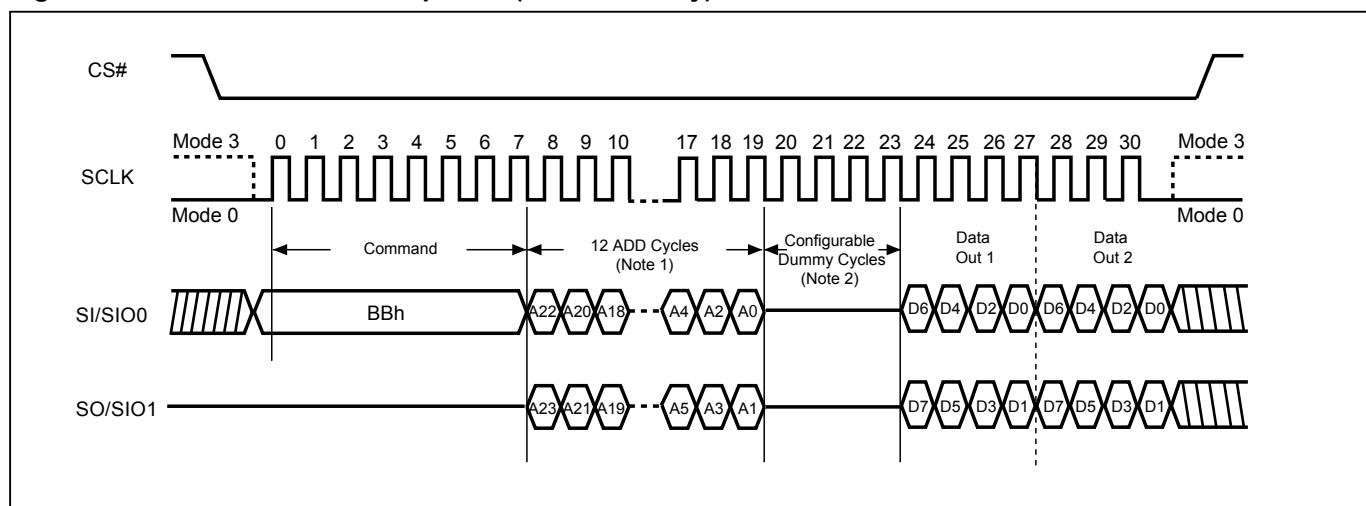 CS#
Mode 3 0 1 2 3 4 5 6 7 8 9 10 17 18 19 20 21 22 23 24 25 26 27 28 29 30 Mode 3
SCLK
Mode 0 Mode 0
Command
12 ADD Cycles
(Note 1)
Configurable
Dummy Cycles
(Note 2)
Data
Out 1
Data
Out 2
SI/SIO0 BBh A22 A20 A18 A4 A2 A0 D6 D4 D2 D0 D6 D4 D2 D0
SO/SIO1 A23 A21 A19 A5 A3 A1 D7 D5 D3 D1 D7 D5 D3 D1